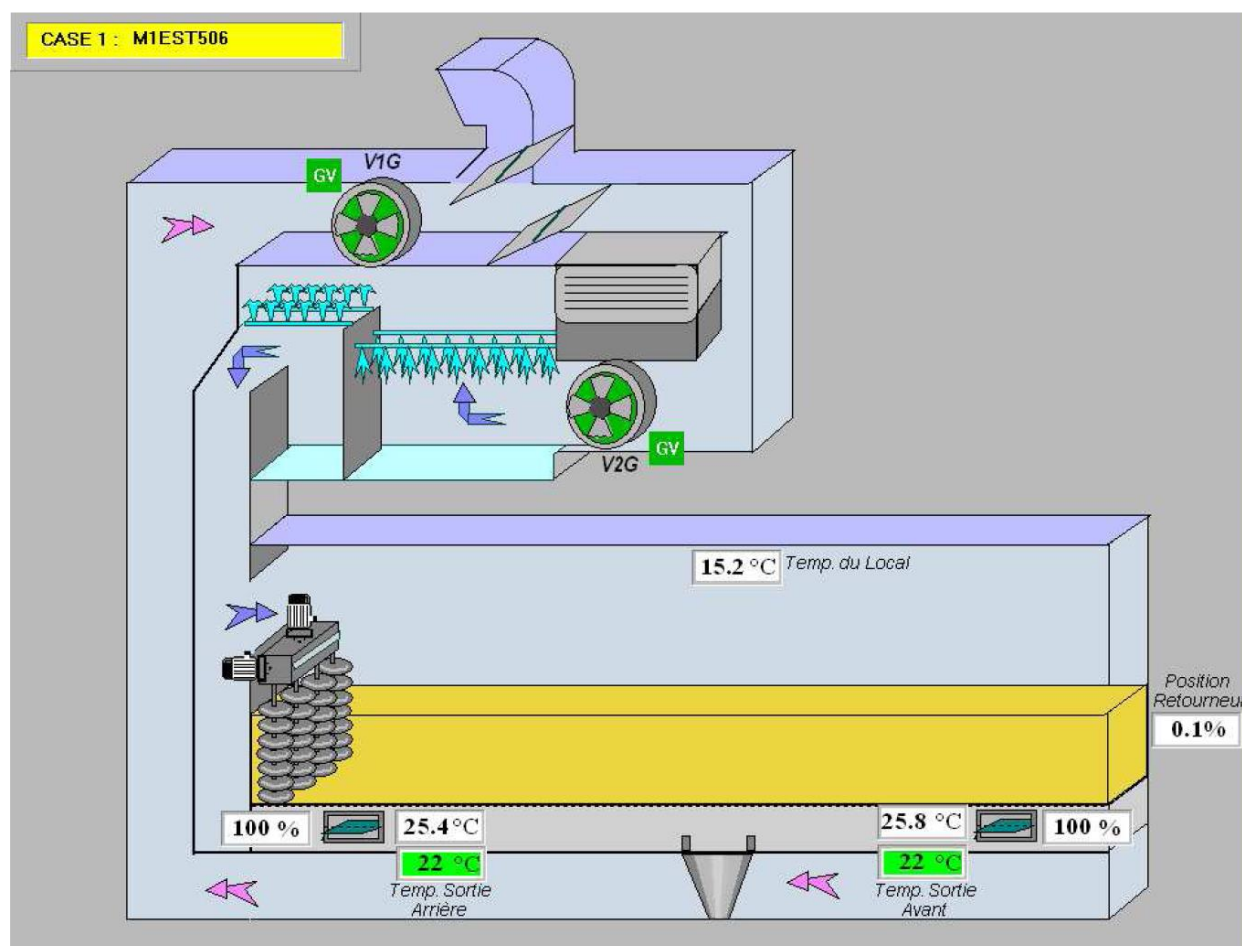 CASE 1 : M1EST506
GV
V1G
V2G
GV
15.2 °C
Temp. du Local
Position
Retourneur
0.1%
100 %
25.4 °C
25.8 °C
100 %
22 °C
22 °C
Temp. Sortie
Arrière
Temp. Sortie
Avant